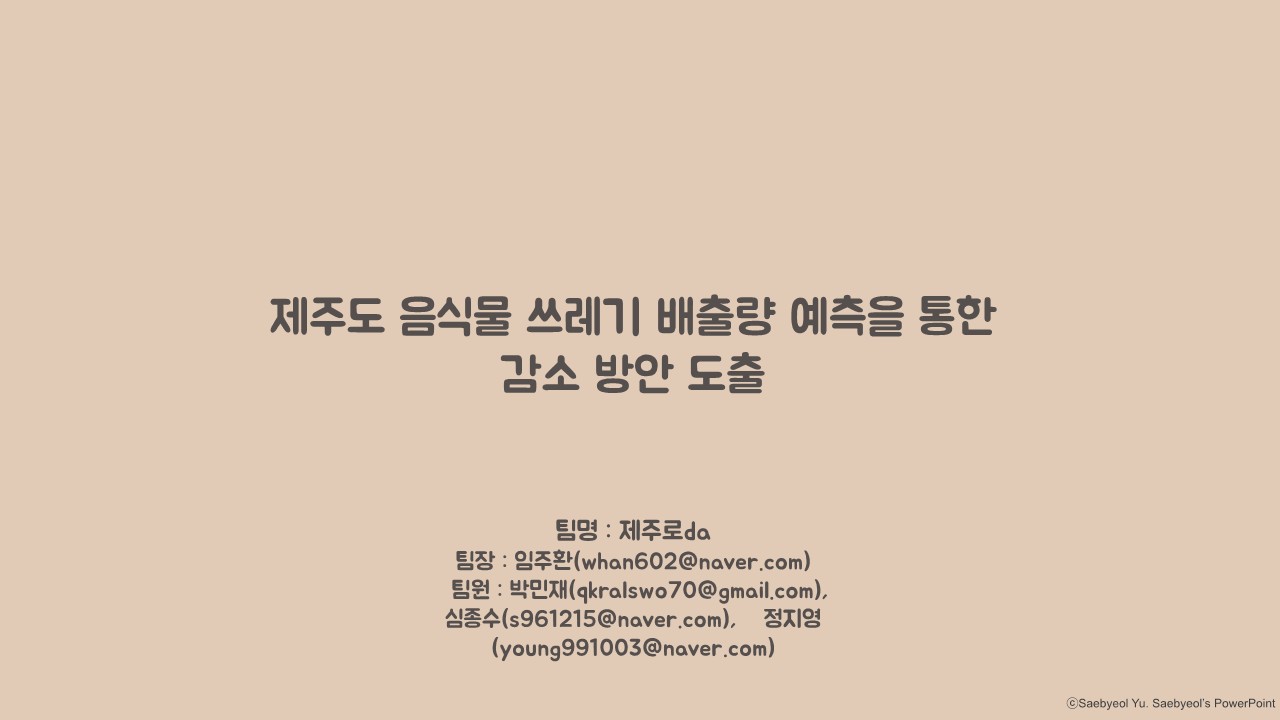 제주도 음식물 쓰레기 배출량 예측을 통한
감소 방안 도출
팀명 : 제주로da
팀장 : 임주환(whan602@naver.com)
팀원 : 박민재(qkralswo70@gmail.com),
심종수(s961215@naver.com), 정지영
(young991003@naver.com)
ⓒSaebyeol Yu. Saebyeol's PowerPoint